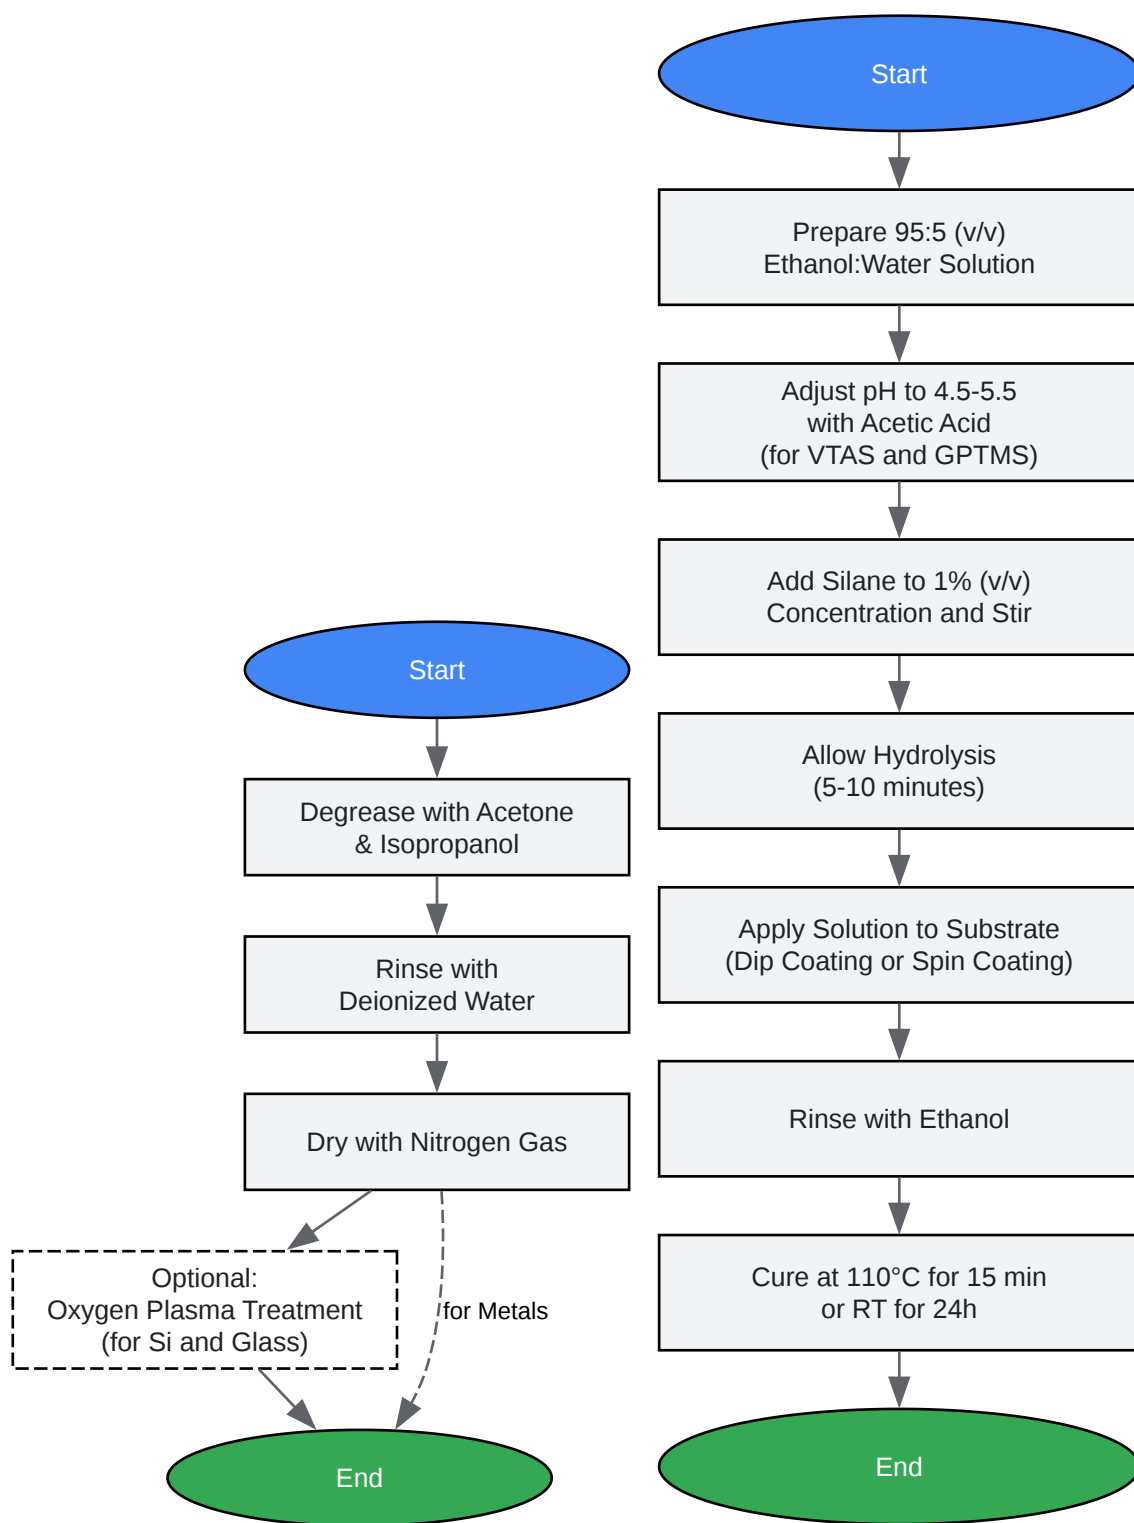 Start
Degrease with Acetone
& Isopropanol
Rinse with
Deionized Water
Dry with Nitrogen Gas
Optional:
Oxygen Plasma Treatment
(for Si and Glass)
for Metals
End
Start
Prepare 95:5 (v/v)
Ethanol:Water Solution
Adjust pH to 4.5-5.5
with Acetic Acid
(for VTAS and GPTMS)
Add Silane to 1% (v/v)
Concentration and Stir
Allow Hydrolysis
(5-10 minutes)
Apply Solution to Substrate
(Dip Coating or Spin Coating)
Rinse with Ethanol
Cure at 110°C for 15 min
or RT for 24h
End